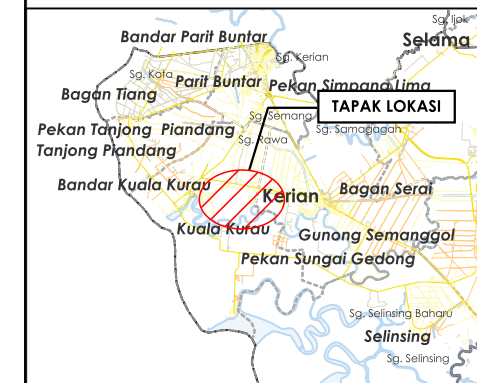 Sg. Ijok
Bandar Parit Buntar
Selama
Sg. Kerian
Sg. Kota
Parit Buntar
Pekan Simpang Lima
Bagan Tiang
TAPAK LOKASI
Sg. Semang
Pekan Tanjong Piandang
Sg. Samagagah
Sg. Rawa
Tanjong Piandang
Bandar Kuala Kurau
Kerian
Bagan Serai
Kuala Kurau
Gunong Semanggol
Pekan Sungai Gedong
Sg. Selinsing Baharu
Selinsing
Sg. Selinsing